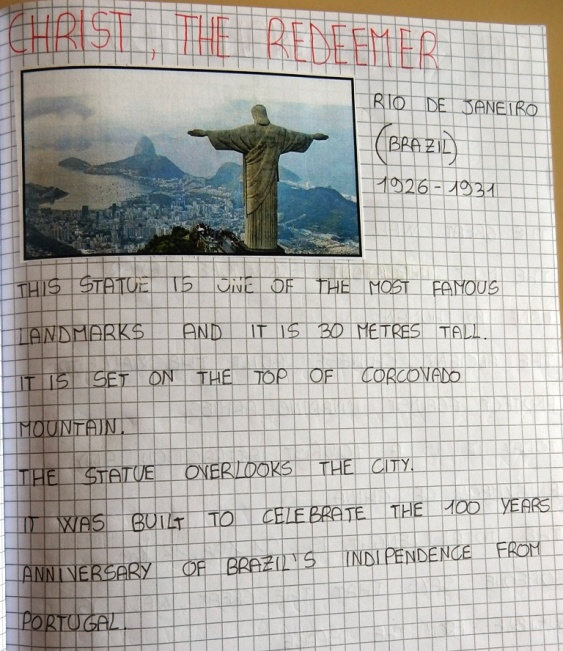 CHRIST, THE REDEEMER
RIO DE JANEIRO
(BRAZIL)
1926-1931
THIS STATUE IS ONE OF THE MOST FAMOUS
LANDMARKS AND IT IS 30 METRES TALL.
IT IS SET ON THE TOP OF CORCOVADO
MOUNTAIN.
THE STATUE OVERLOOKS THE CITY.
IT WAS BUILT TO CELEBRATE THE 100 YEARS
ANNIVERSARY OF BRAZIL'S INDIPENDENCE FROM
PORTUGAL.